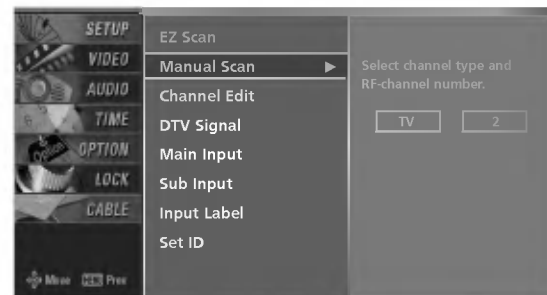 SETUP
VIDEO
AUDIO
TIME
OPTION
LOCK
CABLE
Move Prev
EZ Scan
Manual Scan ▶
Channel Edit
DTV Signal
Main Input
Sub Input
Input Label
Set ID
Select channel type and
RF-channel number.
TV 2